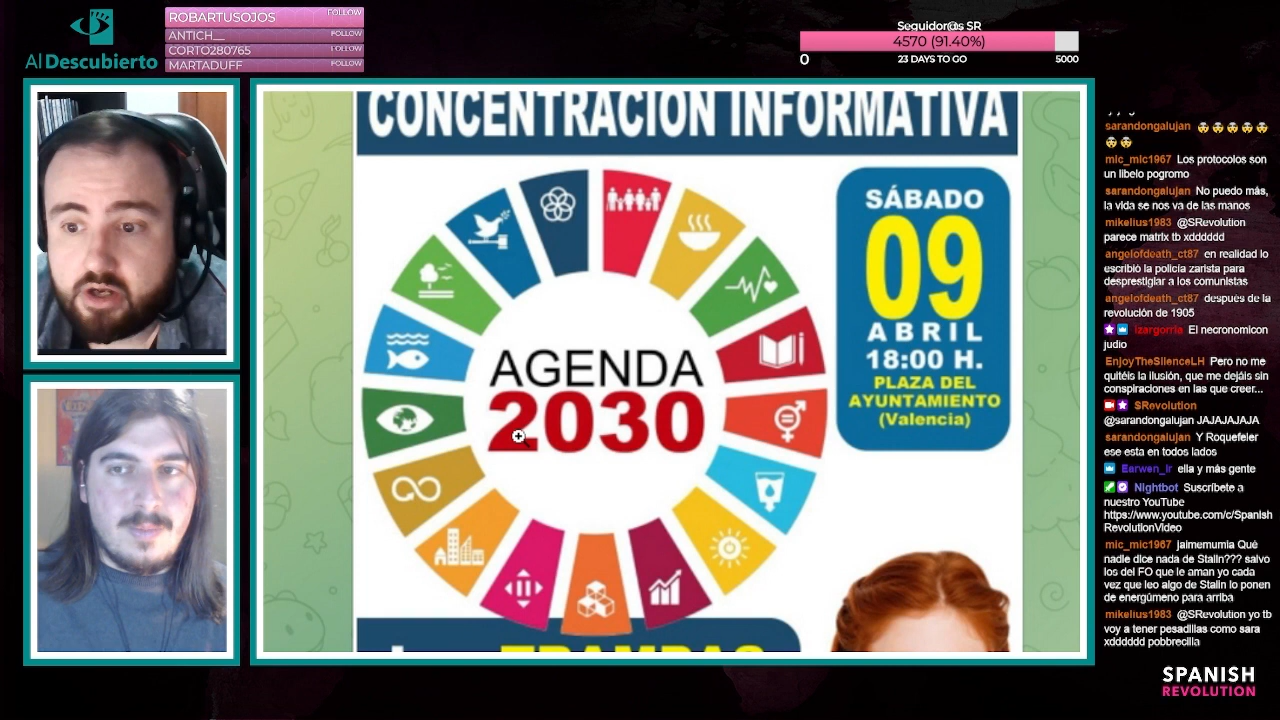 Al Descubierto
ROBARTUSOJOS FOLLOW
ANTICH__ FOLLOW
CORTO280765 FOLLOW
MARTADUFF FOLLOW
Seguidor@s SR
4570 (91.40%)
0 23 DAYS TO GO 5000
CONCENTRACIÓN INFORMATIVA
AGENDA
2030
SÁBADO
09
ABRIL
18:00 H.
PLAZA DEL
AYUNTAMIENTO
(Valencia)
TRAMPAS
sarandongalujan
mic_mic1967 Los protocolos son
un libelo pogromo
sarandongalujan No puedo más,
la vida se nos va de las manos
mikelius1983 @SRevolution
parece matrix tb xdddddd
angelofdeath_ct87 en realidad lo
escribió la policía zarista para
desprestigiar a los comunistas
angelofdeath_ct87 después de la
revolución de 1905
izargorria El necronomicon
judio
EnjoyTheSilenceLH Pero no me
quitéis la ilusión, que me dejáis sin
conspiraciones en las que creer...
SRevolution
@sarandongalujan JAJAJAJAJA
sarandongalujan Y Roquefeler
ese esta en todos lados
Earwen_ir ella y más gente
Nightbot Suscríbete a
nuestro YouTube
https://www.youtube.com/c/Spanish
RevolutionVideo
mic_mic1967 jaimemumia Què
nadie dice nada de Stalin??? salvo
los del FO que le aman yo cada
vez que leo algo de Stalin lo ponen
de energúmeno para arriba
mikelius1983 @SRevolution yo tb
voy a tener pesadillas como sara
xdddddd pobbrecilla
SPANISH
REVOLUTION